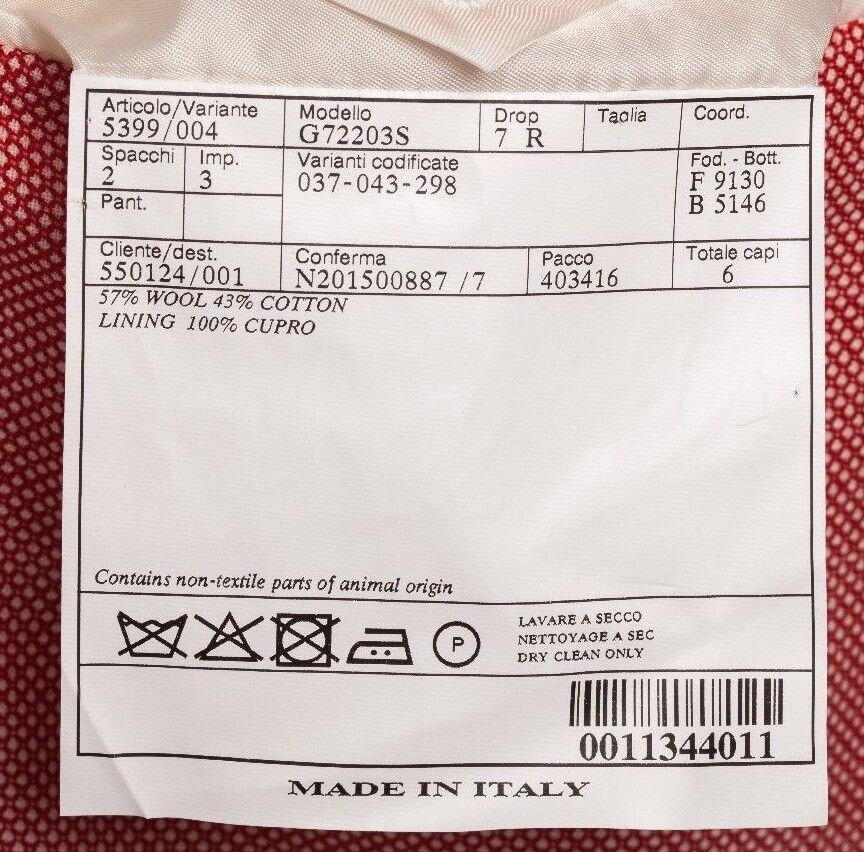 Articolo/Variante Modello Drop Taglia Coord.
5399/004 G72203S 7 R
Spacchi Imp. Varianti codificate Fod. - Bott.
2 3 037-043-298 F 9130
Pant. B 5146
Cliente/dest. Conferma Pacco Totale capi
550124/001 N201500887 /7 403416 6
57% WOOL 43% COTTON
LINING 100% CUPRO
Contains non-textile parts of animal origin
P
LAVARE A SECCO
NETTOYAGE A SEC
DRY CLEAN ONLY
0011344011
MADE IN ITALY